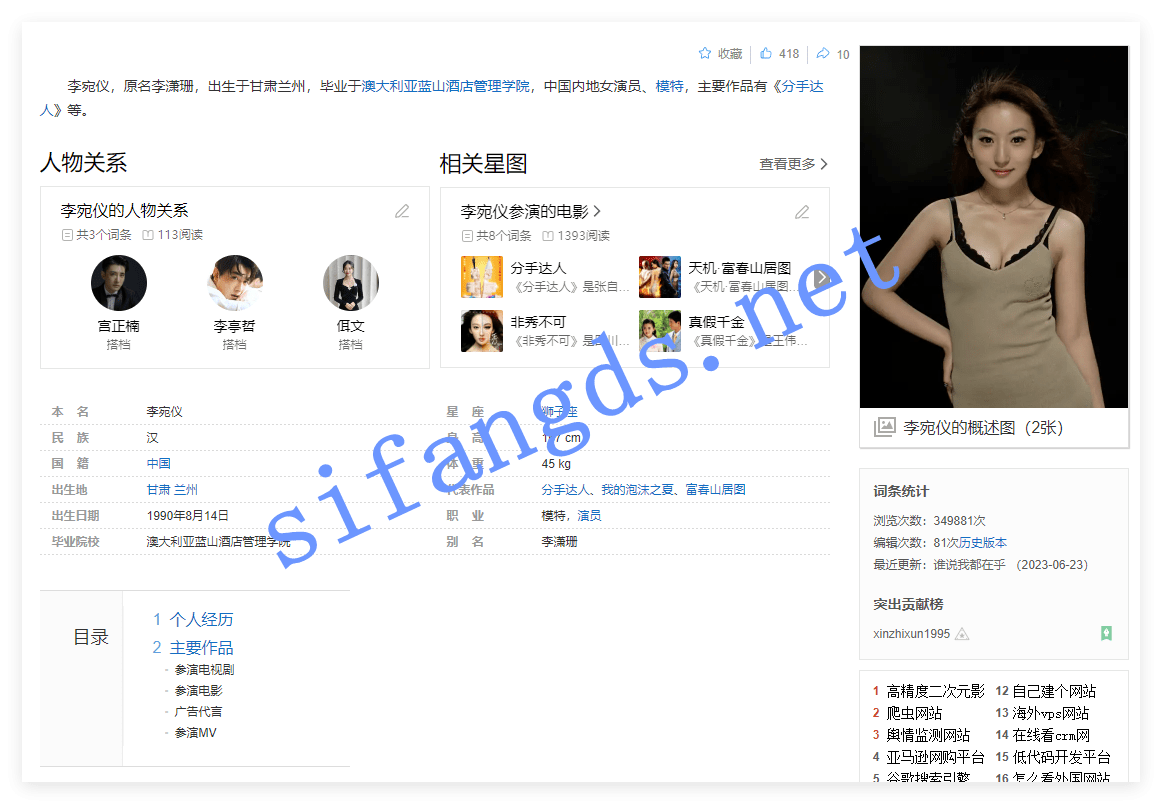 收藏 418 10
李宛仪，原名李潇珊，出生于甘肃兰州，毕业于澳大利亚蓝山酒店管理学院，中国内地女演员、模特，主要作品有《分手达
人》等。
人物关系
李宛仪的人物关系
共3个词条 113阅读
宫正楠 李亭哲 佴文
搭档 搭档 搭档
相关星图 查看更多
李宛仪参演的电影
共8个词条 1393阅读
分手达人 天机·富春山居图
《分手达人》是张自... 《天机·富春山居图...
非秀不可 真假千金
《非秀不可》是 川... 《真假千金》 王伟...
李宛仪的概述图（2张）
本 名 李宛仪 星 座 狮子座
民 族 汉 身 高 1 7 cm
国 籍 中国 体 重 45 kg
出生地 甘肃 兰州 代表作品 分手达人、我的泡沫之夏、富春山居图
出生日期 1990年8月14日 职 业 模特，演员
毕业院校 澳大利亚蓝山酒店管理学院 别 名 李潇珊
sifangds.net
目录
1 个人经历
2 主要作品
- 参演电视剧
- 参演电影
- 广告代言
- 参演MV
词条统计
浏览次数：349881次
编辑次数：81次历史版本
最近更新：谁说我都在乎 （2023-06-23）
突出贡献榜
xinzhixun1995
1 高精度二次元影 12 自己建个网站
2 爬虫网站 13 海外vps网站
3 舆情监测网站 14 在线看crm网
4 亚马逊网购平台 15 低代码开发平台
5 谷歌搜索引擎 16 怎么看外国网站